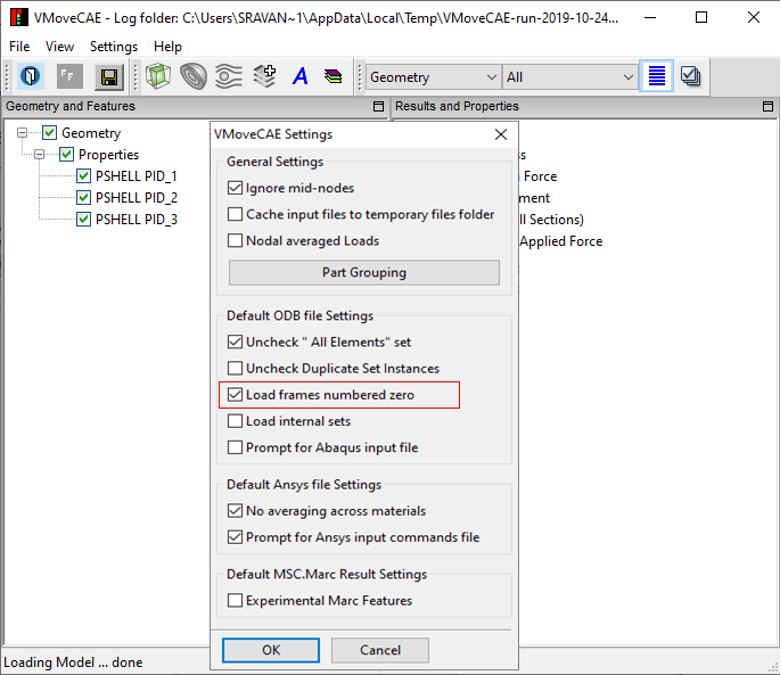 VMoveCAE - Log folder: C:\Users\SRAVAN~1\AppData\Local\Temp\VMoveCAE-run-2019-10-24...
File View Settings Help
FF A Geometry All
Geometry and Features
Results and Properties
Geometry
Properties
PSHELL PID_1
PSHELL PID_2
PSHELL PID_3
Force
ll Sections)
Applied Force
VMoveCAE Settings
General Settings
Ignore mid-nodes
Cache input files to temporary files folder
Nodal averaged Loads
Part Grouping
Default ODB file Settings
Uncheck " All Elements" set
Uncheck Duplicate Set Instances
Load frames numbered zero
Load internal sets
Prompt for Abaqus input file
Default Ansys file Settings
No averaging across materials
Prompt for Ansys input commands file
Default MSC.Marc Result Settings
Experimental Marc Features
OK Cancel
Loading Model ... done